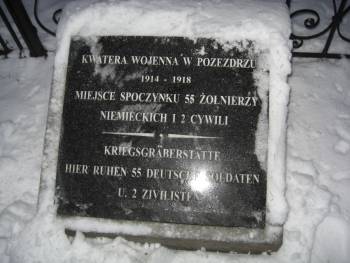 KWATERA WOJENNA W POZEZDRZU
1914 - 1918
MIEJSCE SPOCZYNKU 55 ŻOŁNIERZY
NIEMIECKICH I 2 CYWILI
KRIEGSGRÄBERSTÄTTE
HIER RUHEN 55 DEUTSCHE SOLDATEN
U. 2 ZIVILISTEN